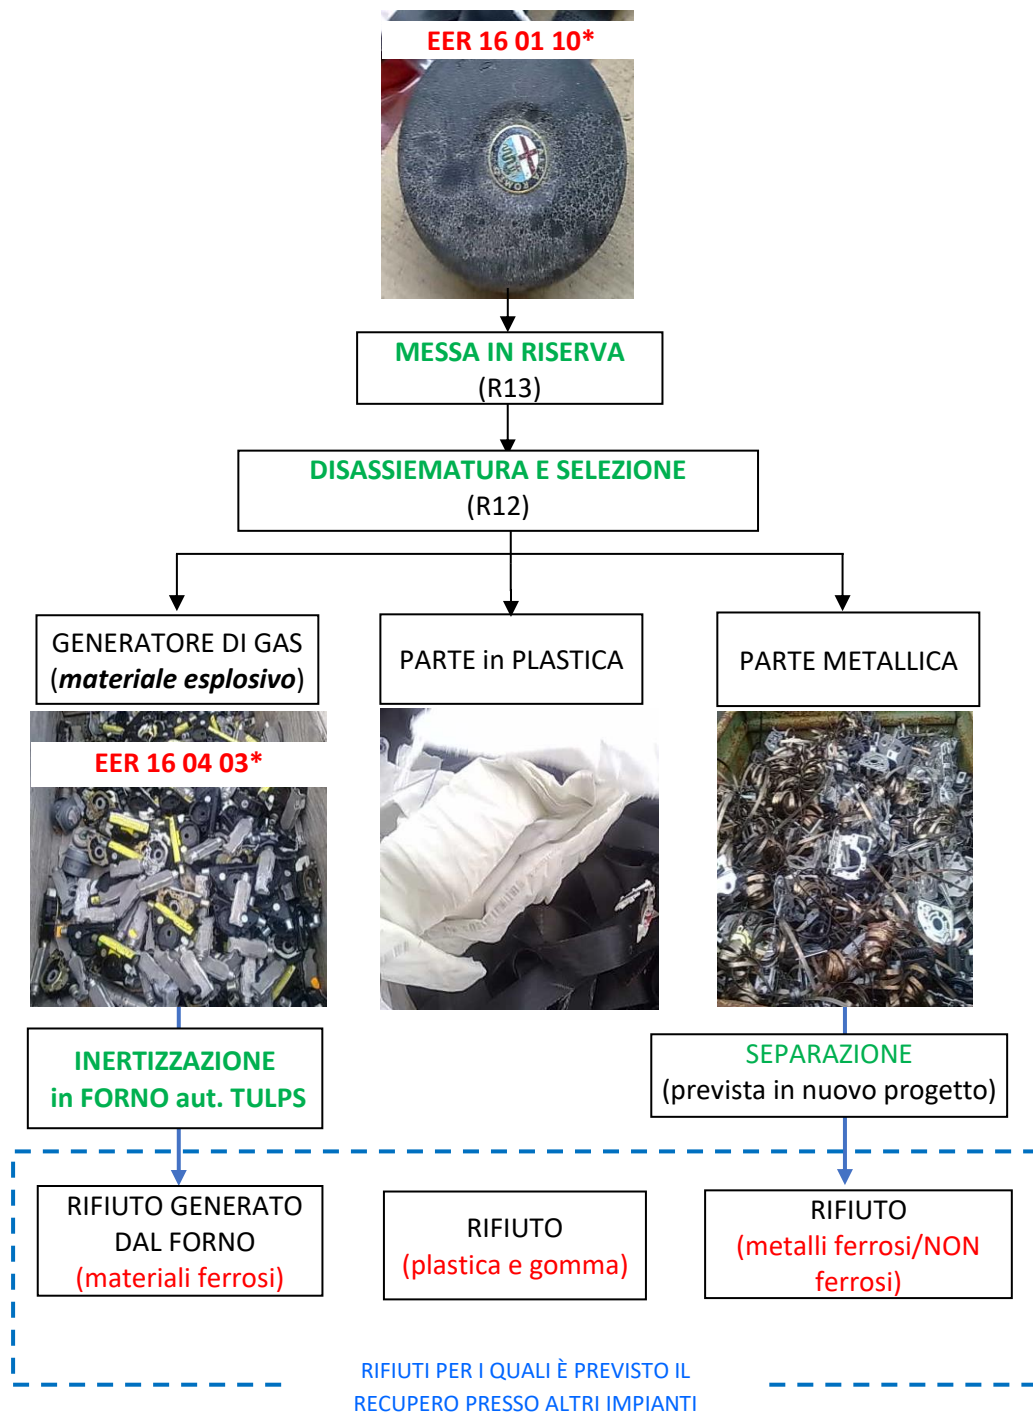 EER 16 01 10*
ALFA ROMEO
MESSA IN RISERVA
(R13)
DISASSIEMATURA E SELEZIONE
(R12)
GENERATORE DI GAS
(materiale esplosivo)
PARTE in PLASTICA
PARTE METALLICA
EER 16 04 03*
INERTIZZAZIONE
in FORNO aut. TULPS
SEPARAZIONE
(prevista in nuovo progetto)
RIFIUTO GENERATO
DAL FORNO
(materiali ferrosi)
RIFIUTO
(plastica e gomma)
RIFIUTO
(metalli ferrosi/NON
ferrosi)
RIFIUTI PER I QUALI È PREVISTO IL
RECUPERO PRESSO ALTRI IMPIANTI